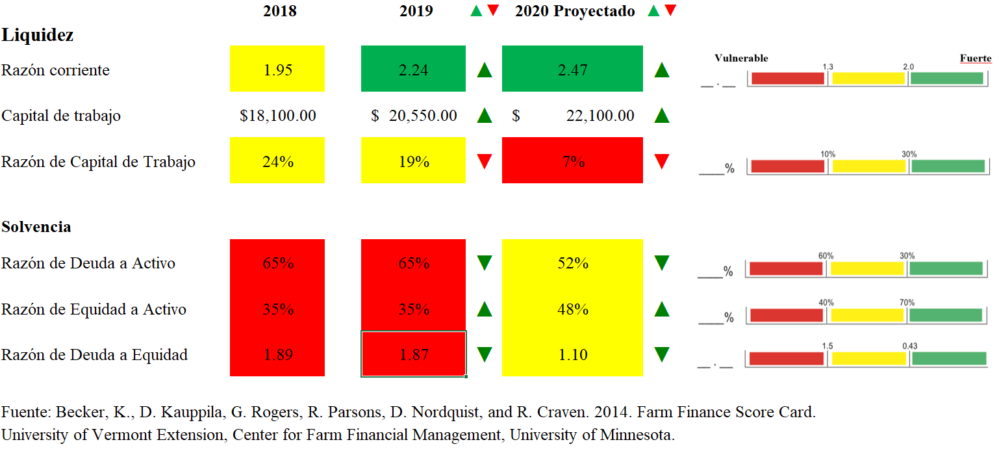 2018 2019 2020 Proyectado
Liquidez
Vulnerable Fuerte
Razón corriente 1.95 2.24 2.47 __ . __ 1.3 2.0
Capital de trabajo $18,100.00 $ 20,550.00 $ 22,100.00
Razón de Capital de Trabajo 24% 19% 7% ____% 10% 30%
Solvencia
Razón de Deuda a Activo 65% 65% 52% ____% 60% 30%
Razón de Equidad a Activo 35% 35% 48% ____% 40% 70%
Razón de Deuda a Equidad 1.89 1.87 1.10 __ . __ 1.5 0.43
Fuente: Becker, K., D. Kauppila, G. Rogers, R. Parsons, D. Nordquist, and R. Craven. 2014. Farm Finance Score Card.
University of Vermont Extension, Center for Farm Financial Management, University of Minnesota.